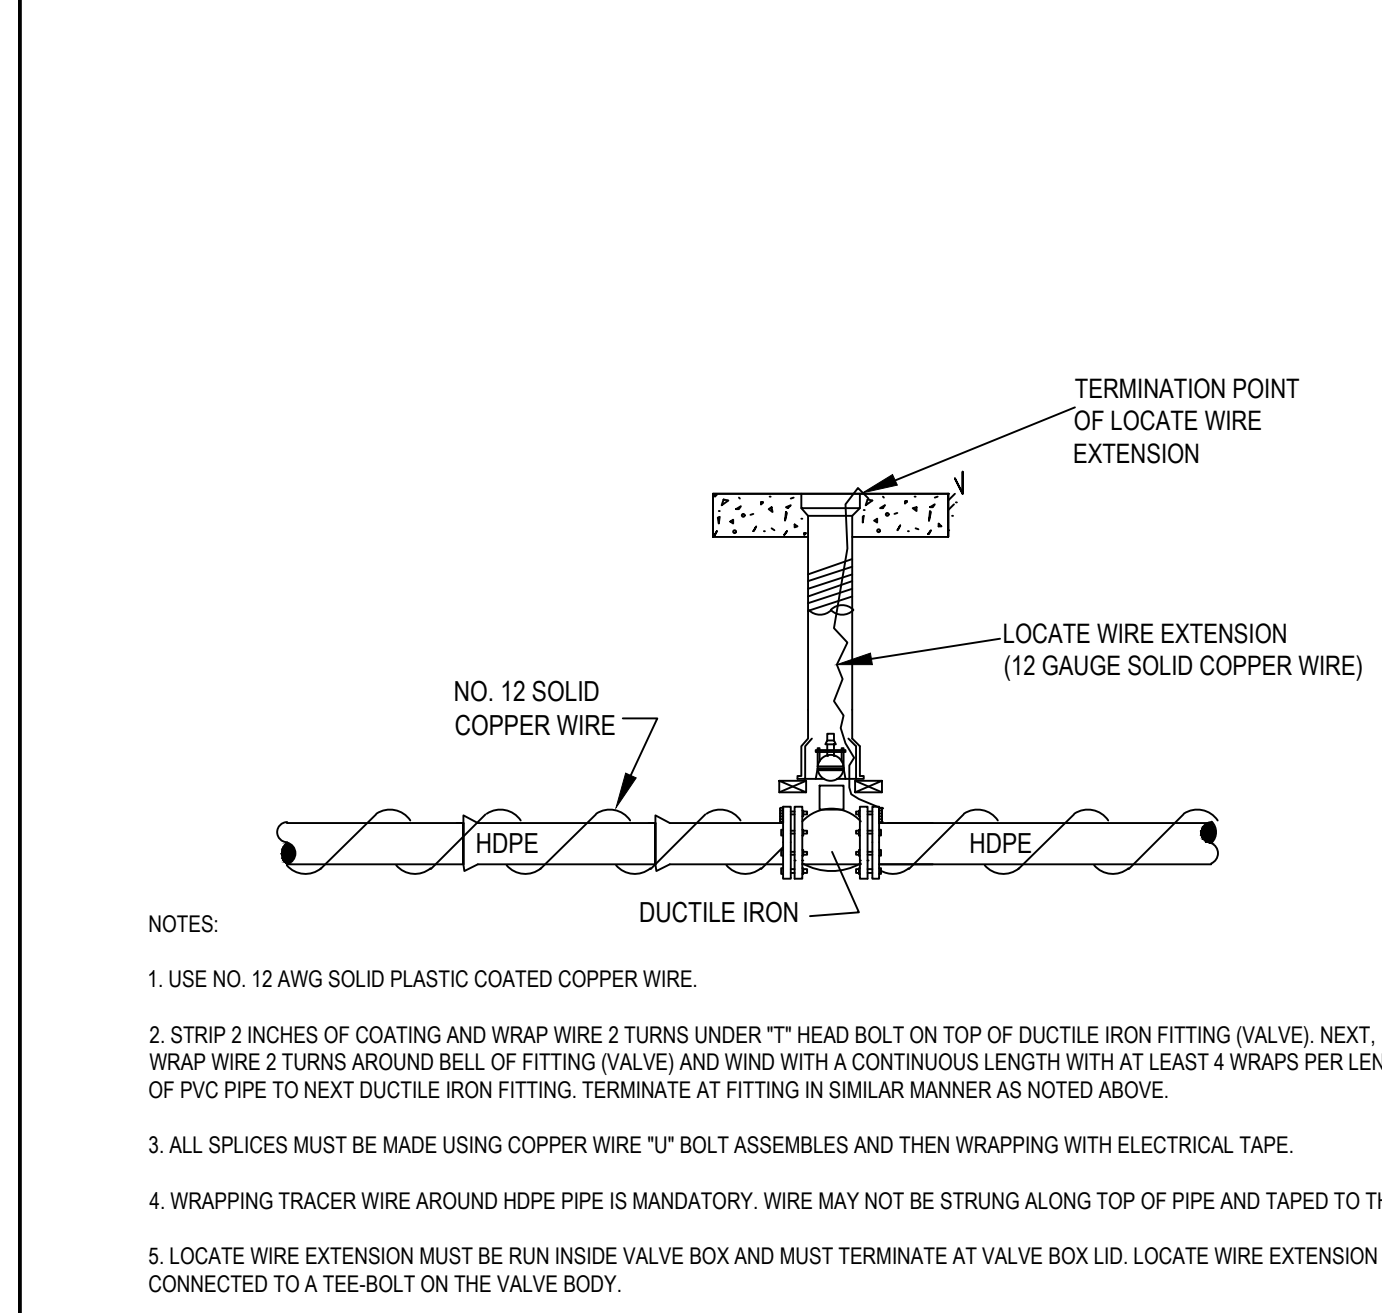 TERMINATION POINT
OF LOCATE WIRE
EXTENSION
LOCATE WIRE EXTENSION
(12 GAUGE SOLID COPPER WIRE)
NO. 12 SOLID
COPPER WIRE
HDPE
HDPE
DUCTILE IRON
NOTES:
1. USE NO. 12 AWG SOLID PLASTIC COATED COPPER WIRE.
2. STRIP 2 INCHES OF COATING AND WRAP WIRE 2 TURNS UNDER "T" HEAD BOLT ON TOP OF DUCTILE IRON FITTING (VALVE). NEXT,
WRAP WIRE 2 TURNS AROUND BELL OF FITTING (VALVE) AND WIND WITH A CONTINUOUS LENGTH WITH AT LEAST 4 WRAPS PER
OF PVC PIPE TO NEXT DUCTILE IRON FITTING. TERMINATE AT FITTING IN SIMILAR MANNER AS NOTED ABOVE.
3. ALL SPLICES MUST BE MADE USING COPPER WIRE "U" BOLT ASSEMBLES AND THEN WRAPPING WITH ELECTRICAL TAPE.
4. WRAPPING TRACER WIRE AROUND HDPE PIPE IS MANDATORY. WIRE MAY NOT BE STRUNG ALONG TOP OF PIPE AND TAPED TO
5. LOCATE WIRE EXTENSION MUST BE RUN INSIDE VALVE BOX AND MUST TERMINATE AT VALVE BOX LID. LOCATE WIRE EXTENSION
CONNECTED TO A TEE-BOLT ON THE VALVE BODY.